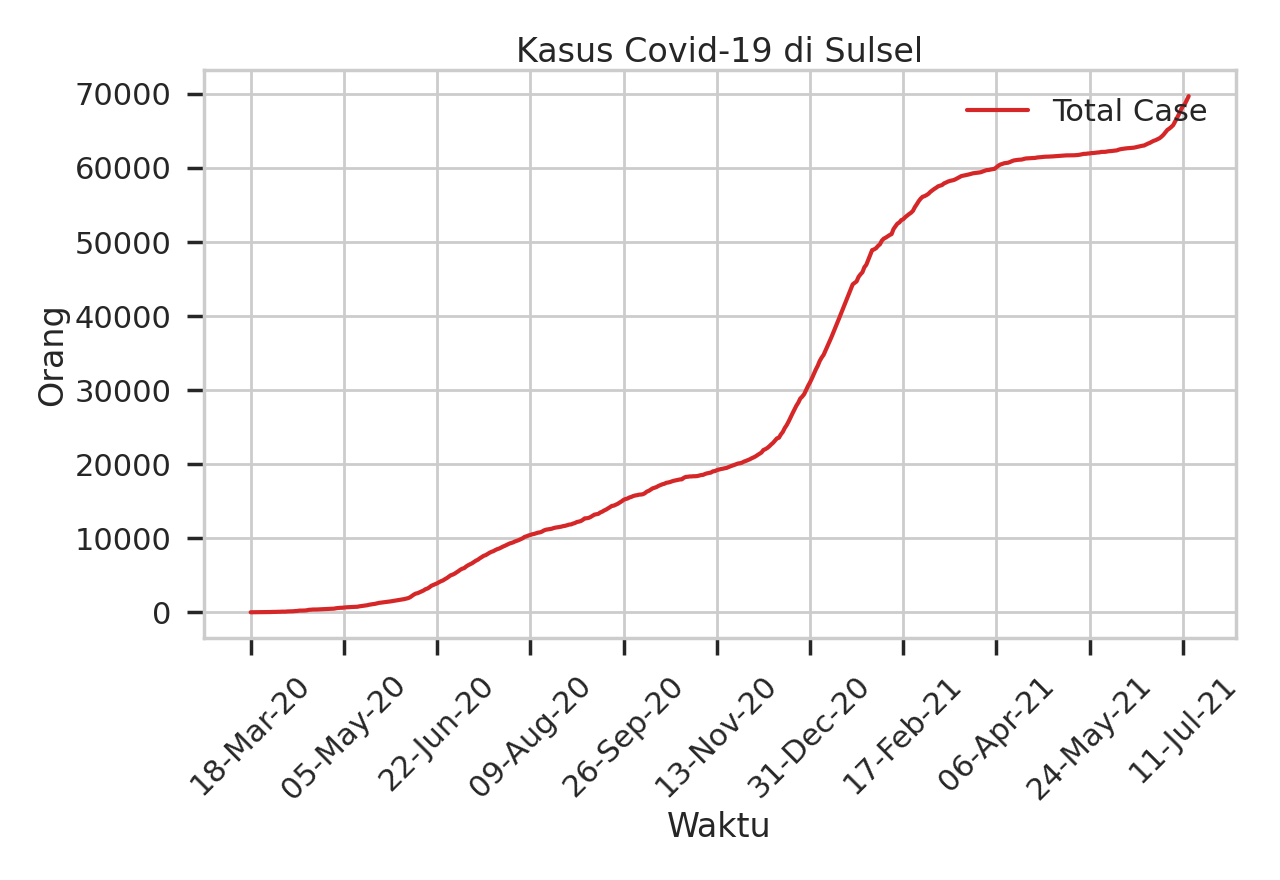 Kasus Covid-19 di Sulsel
Total Case
70000
60000
50000
40000
30000
20000
10000
0
Orang
18-Mar-20
05-May-20
22-Jun-20
09-Aug-20
26-Sep-20
13-Nov-20
31-Dec-20
17-Feb-21
06-Apr-21
24-May-21
11-Jul-21
Waktu